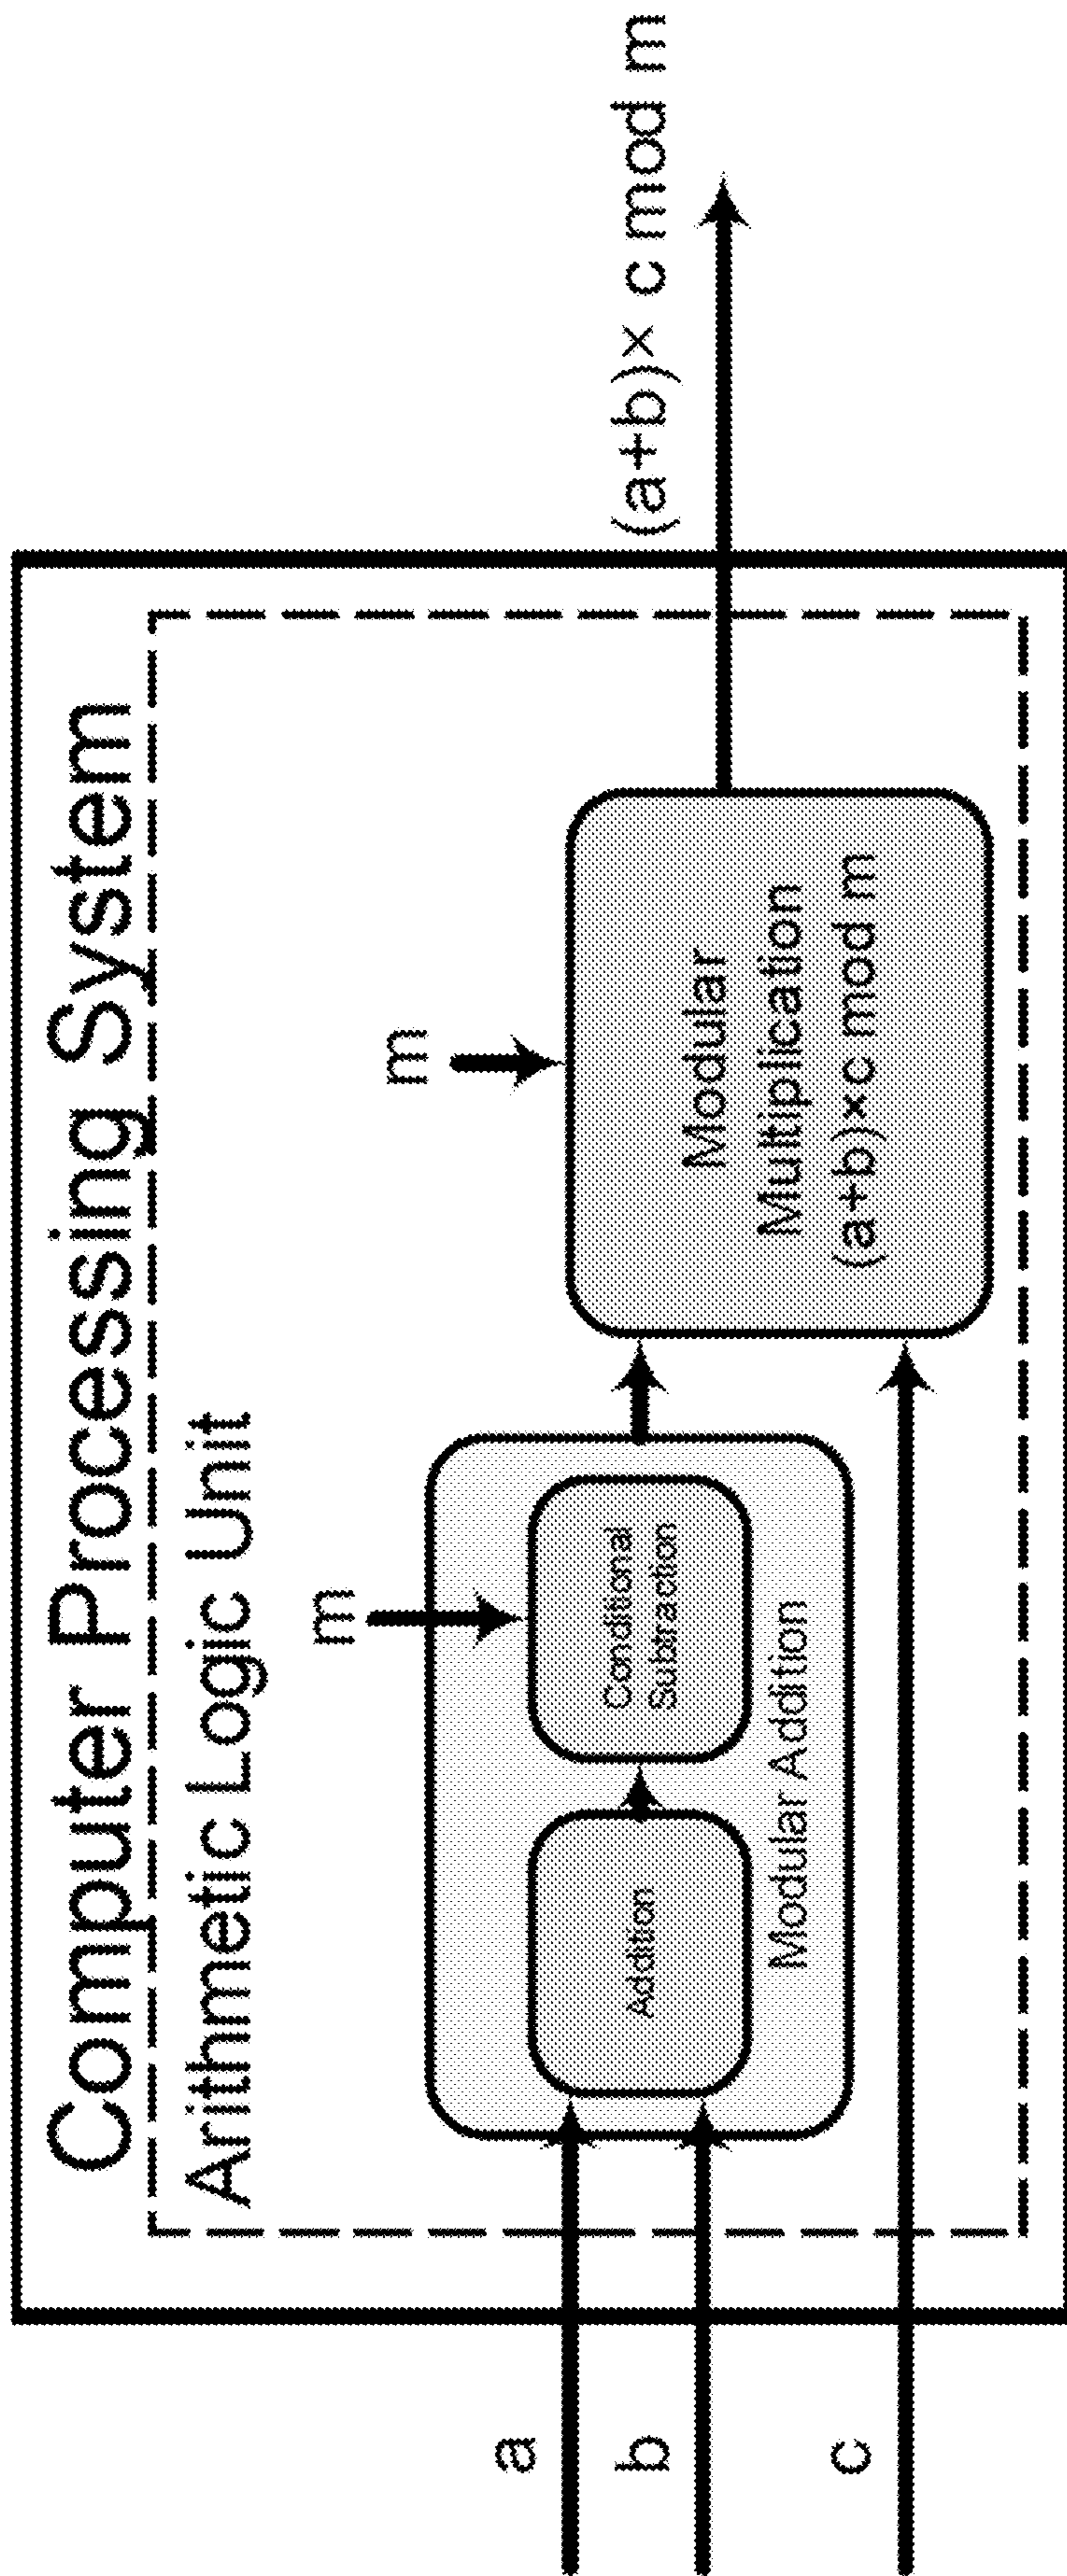 Computer Processing System
Arithmetic Logic Unit
a
b
c
m
Addition
Conditional
Subtraction
Modular Addition
m
Modular
Multiplication
(a+b)×c mod m
(a+b)× c mod m